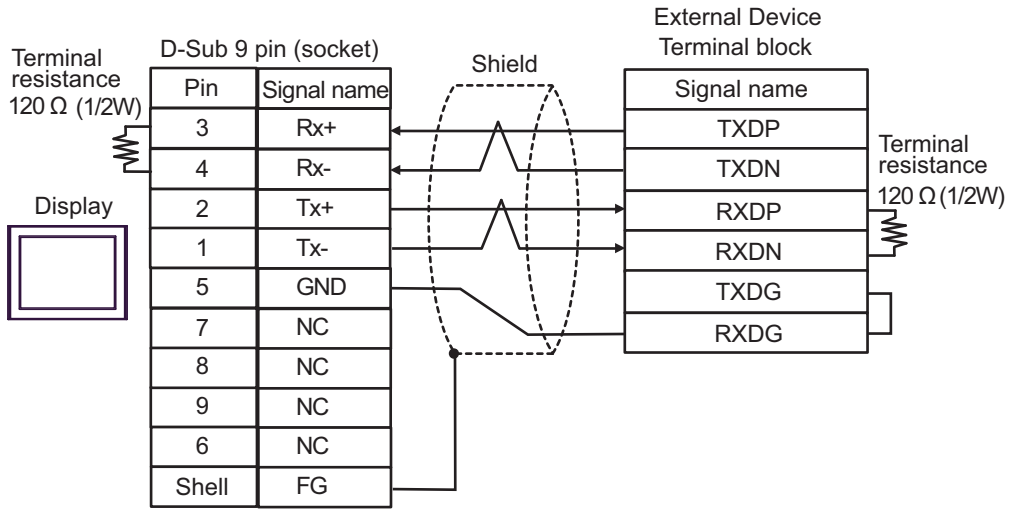 External Device
Terminal block
D-Sub 9 pin (socket)
Terminal
resistance
120 Ω (1/2W)
Shield
Pin Signal name
Signal name
3 Rx+
TXDP
4 Rx-
TXDN
Terminal
resistance
120 Ω (1/2W)
Display
2 Tx+
RXDP
1 Tx-
RXDN
5 GND
TXDG
7 NC
RXDG
8 NC
9 NC
6 NC
Shell FG